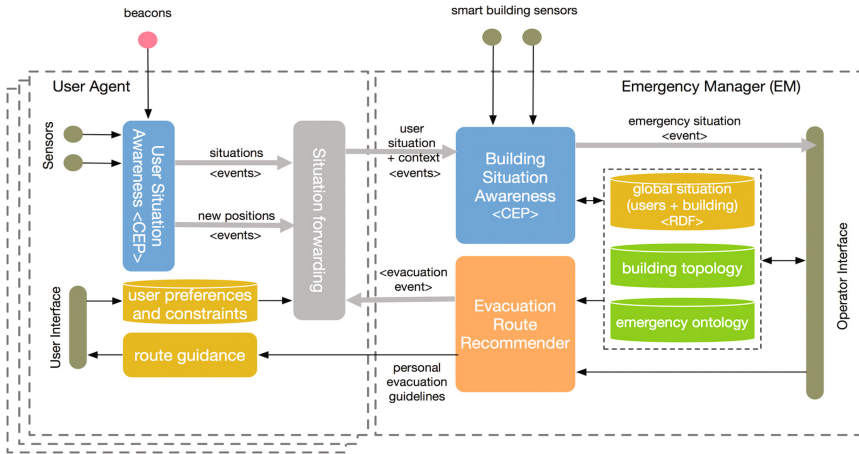 beacons
smart building sensors
User Agent
Emergency Manager (EM)
Sensors
User Situation
Awareness <CEP>
situations
<events>
new positions
<events>
Situation forwarding
user
situation
+ context
<events>
Building
Situation
Awareness
<CEP>
emergency situation
<event>
global situation
(users + building)
<RDF>
building topology
emergency ontology
Operator Interface
<evacuation
event>
Evacuation
Route
Recommender
User Interface
user preferences
and constraints
route guidance
personal
evacuation
guidelines